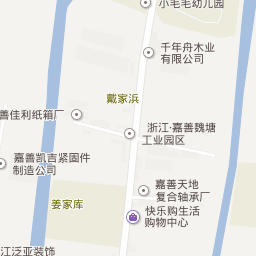 小毛毛幼儿园
千年舟木业
有限公司
戴家浜
善佳利纸箱厂
浙江·嘉善魏塘
工业园区
嘉善凯吉紧固件
制造公司
嘉善天地
复合轴承厂
姜家库
快乐购生活
购物中心
江泛亚装饰